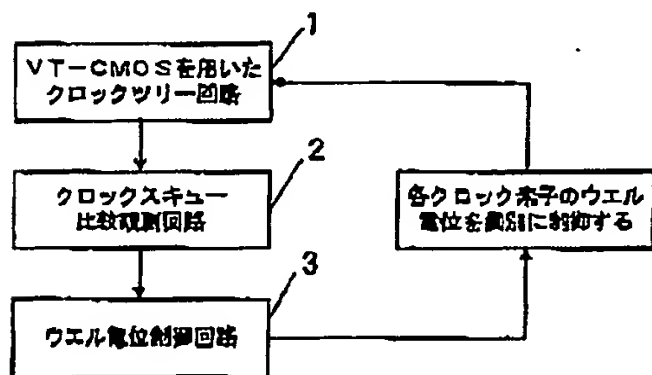 1
VT-CMOSを用いた
クロックツリー回路
2
クロックスキュー
比較観測回路
各クロック素子のウエル
電位を個別に制御する
3
ウエル電位制御回路